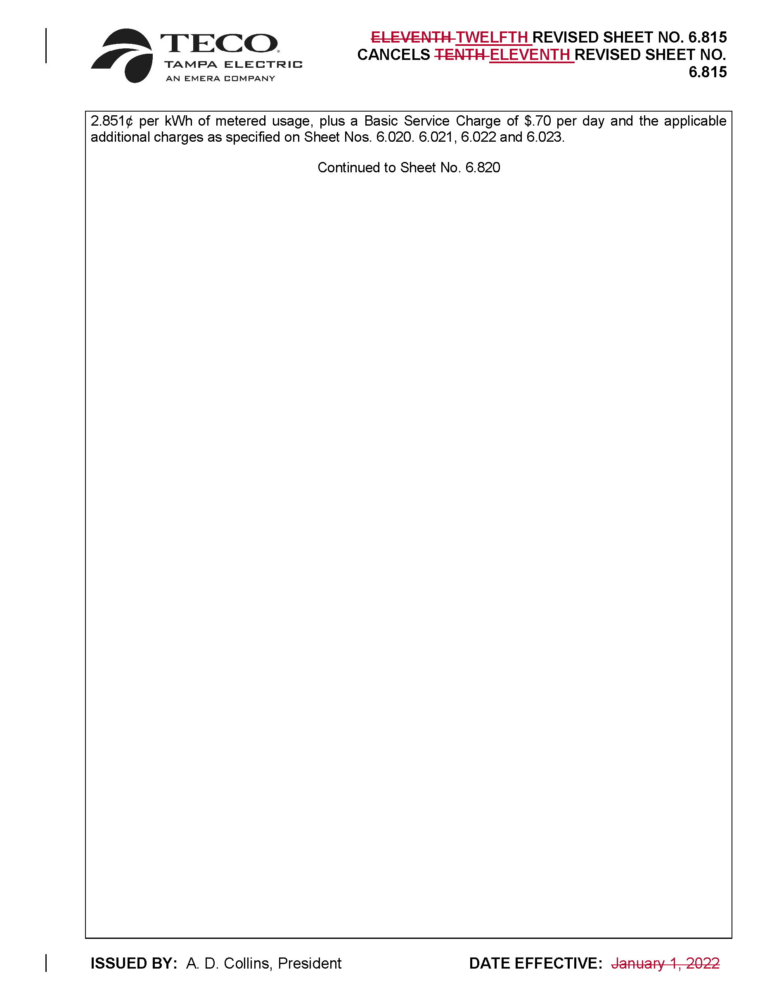 TECO®
TAMPA ELECTRIC
AN EMERA COMPANY
ELEVENTH TWELFTH REVISED SHEET NO. 6.815
CANCELS TENTH ELEVENTH REVISED SHEET NO.
6.815
2.851¢ per kWh of metered usage, plus a Basic Service Charge of $.70 per day and the applicable
additional charges as specified on Sheet Nos. 6.020. 6.021, 6.022 and 6.023.
Continued to Sheet No. 6.820
ISSUED BY: A. D. Collins, President DATE EFFECTIVE: January 1, 2022